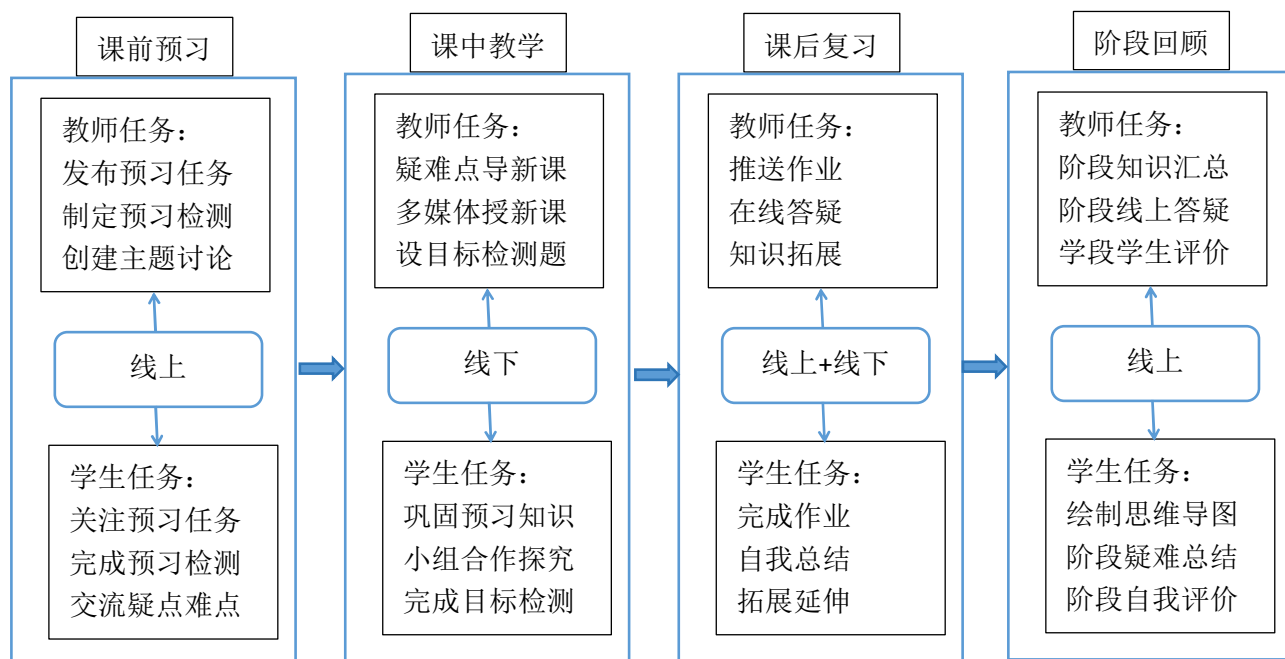 课前预习
教师任务：
发布预习任务
制定预习检测
创建主题讨论
线上
学生任务：
关注预习任务
完成预习检测
交流疑点难点
课中教学
教师任务：
疑难点导新课
多媒体授新课
设目标检测题
线下
学生任务：
巩固预习知识
小组合作探究
完成目标检测
课后复习
教师任务：
推送作业
在线答疑
知识拓展
线上+线下
学生任务：
完成作业
自我总结
拓展延伸
阶段回顾
教师任务：
阶段知识汇总
阶段线上答疑
学段学生评价
线上
学生任务：
绘制思维导图
阶段疑难总结
阶段自我评价